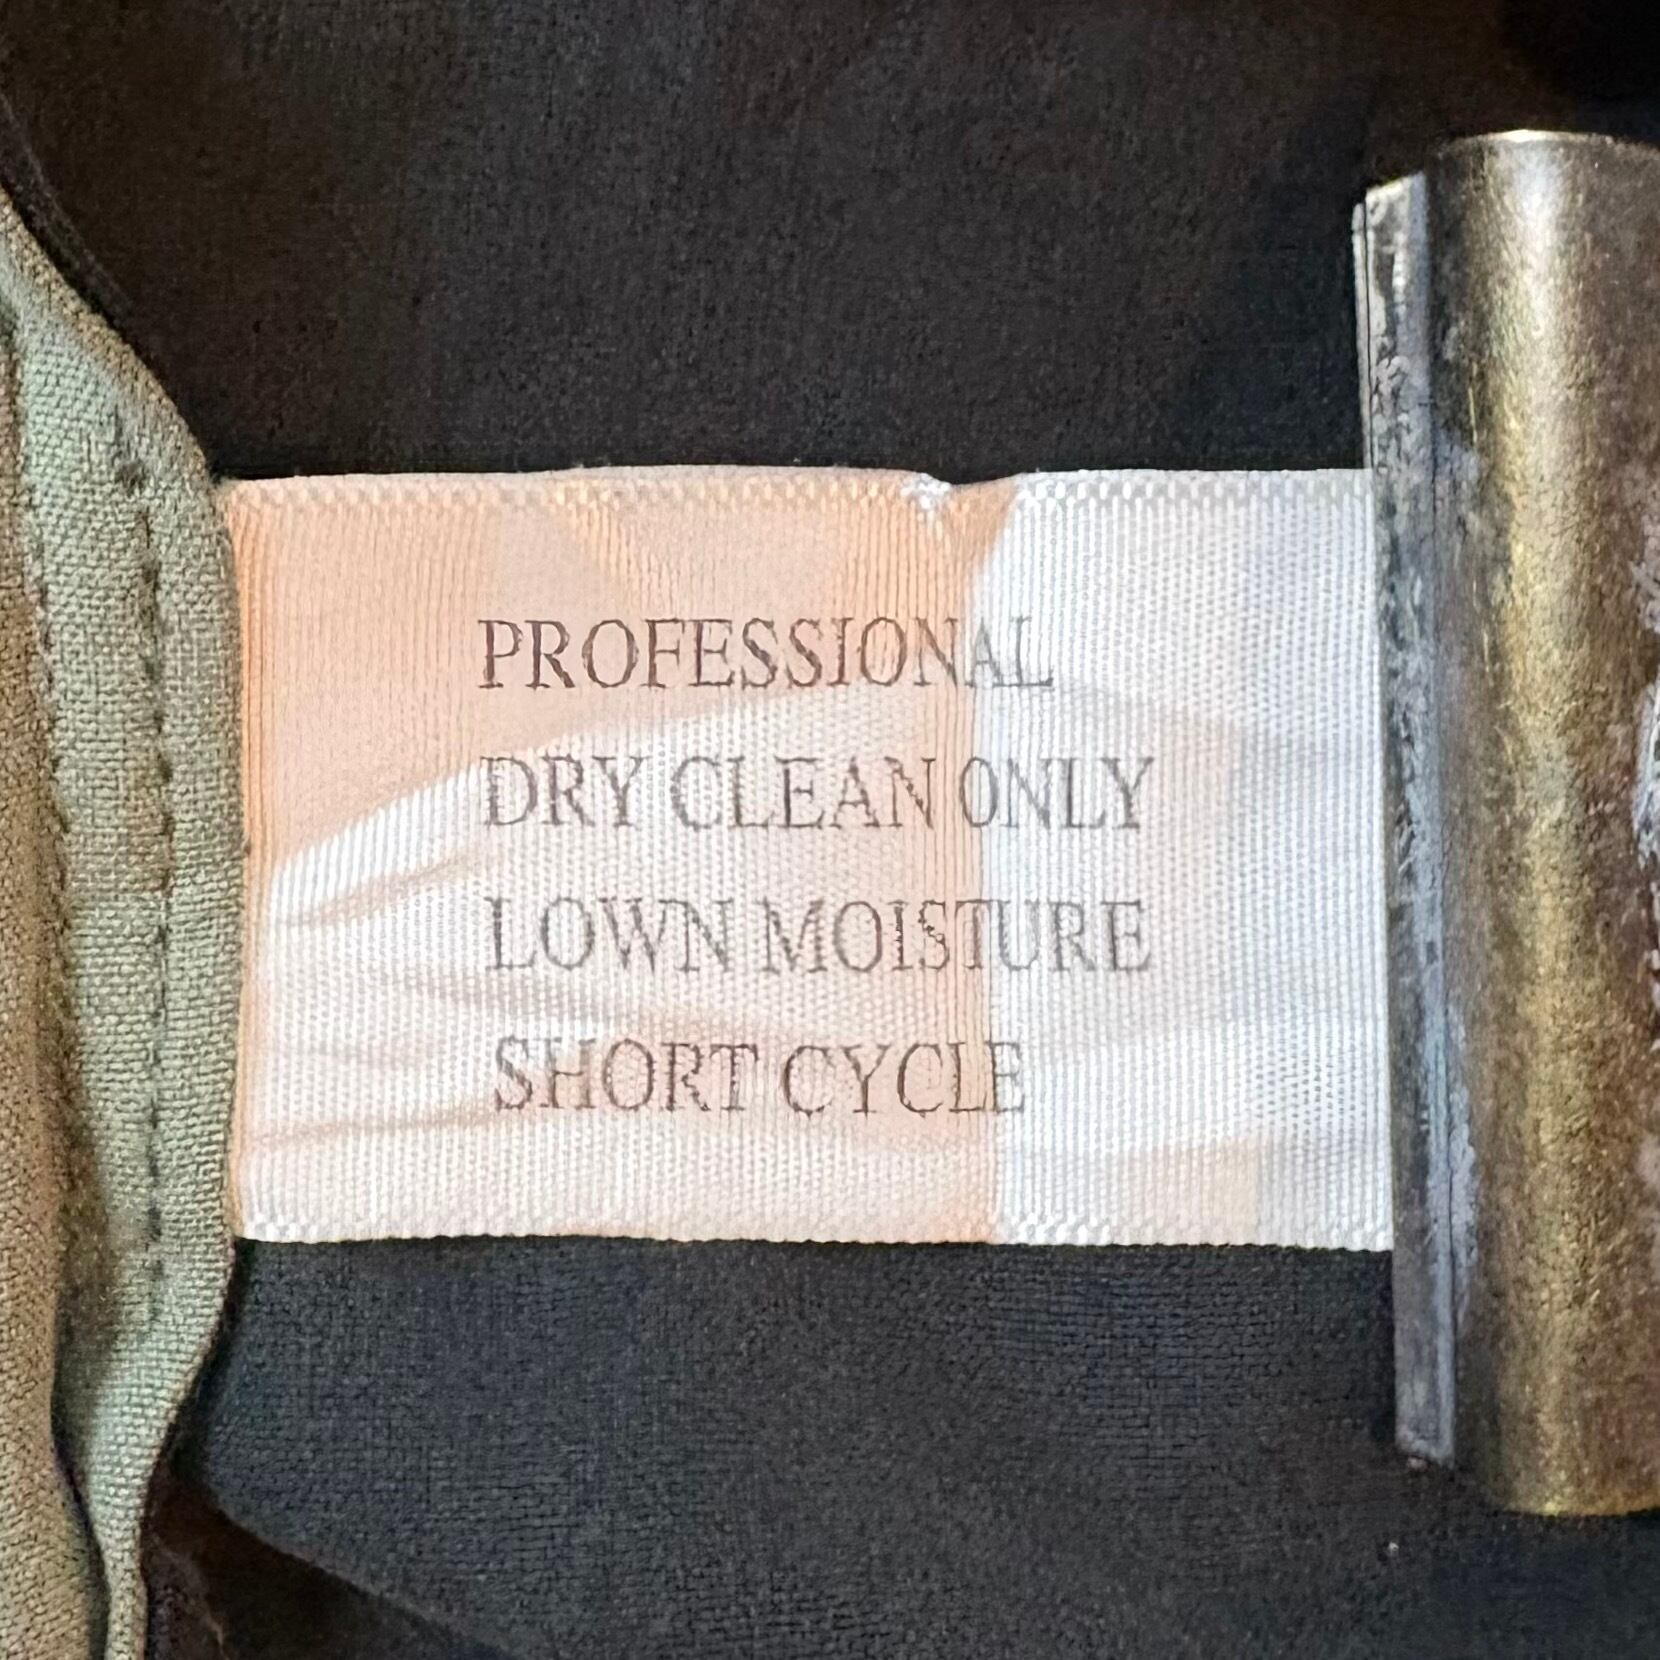 PROFESSIONAL
DRY CLEAN ONLY
LOWN MOISTURE
SHORT CYCLE